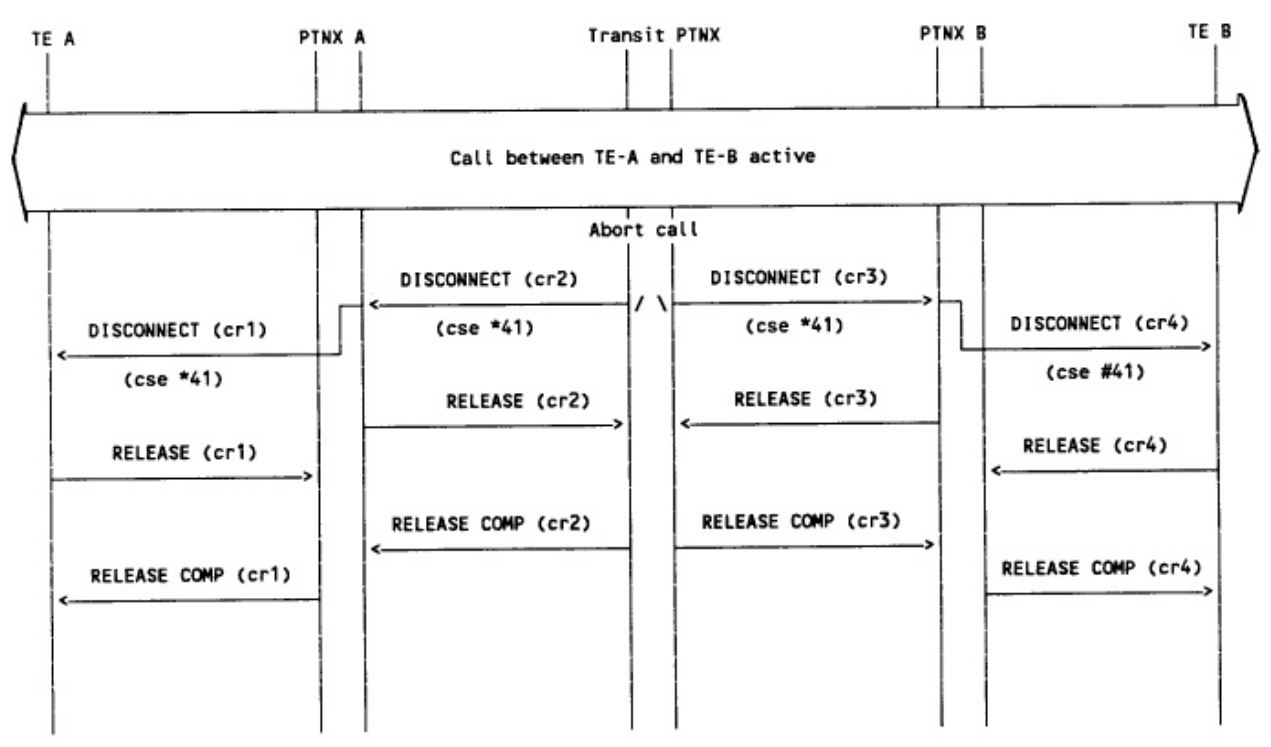 TE A PTNX A Transit PTNX PTNX B TE B
Call between TE-A and TE-B active
Abort call
DISCONNECT (cr2) / \ DISCONNECT (cr3)
(cse *41) (cse *41)
DISCONNECT (cr1) DISCONNECT (cr4)
(cse *41) (cse #41)
RELEASE (cr2) RELEASE (cr3)
RELEASE (cr1) RELEASE (cr4)
RELEASE COMP (cr2) RELEASE COMP (cr3)
RELEASE COMP (cr1) RELEASE COMP (cr4)